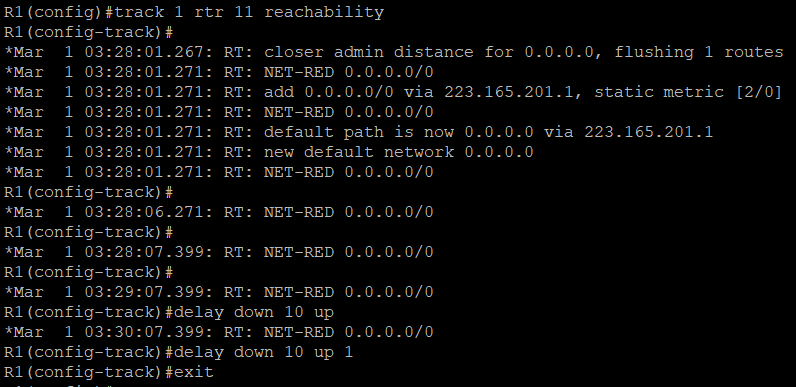 R1(config)#track 1 rtr 11 reachability
R1(config-track)#
*Mar  1 03:28:01.267: RT: closer admin distance for 0.0.0.0, flushing 1 routes
*Mar  1 03:28:01.271: RT: NET-RED 0.0.0.0/0
*Mar  1 03:28:01.271: RT: add 0.0.0.0/0 via 223.165.201.1, static metric [2/0]
*Mar  1 03:28:01.271: RT: NET-RED 0.0.0.0/0
*Mar  1 03:28:01.271: RT: default path is now 0.0.0.0 via 223.165.201.1
*Mar  1 03:28:01.271: RT: new default network 0.0.0.0
*Mar  1 03:28:01.271: RT: NET-RED 0.0.0.0/0
R1(config-track)#
*Mar  1 03:28:06.271: RT: NET-RED 0.0.0.0/0
R1(config-track)#
*Mar  1 03:28:07.399: RT: NET-RED 0.0.0.0/0
R1(config-track)#
*Mar  1 03:29:07.399: RT: NET-RED 0.0.0.0/0
R1(config-track)#delay down 10 up
*Mar  1 03:30:07.399: RT: NET-RED 0.0.0.0/0
R1(config-track)#delay down 10 up 1
R1(config-track)#exit